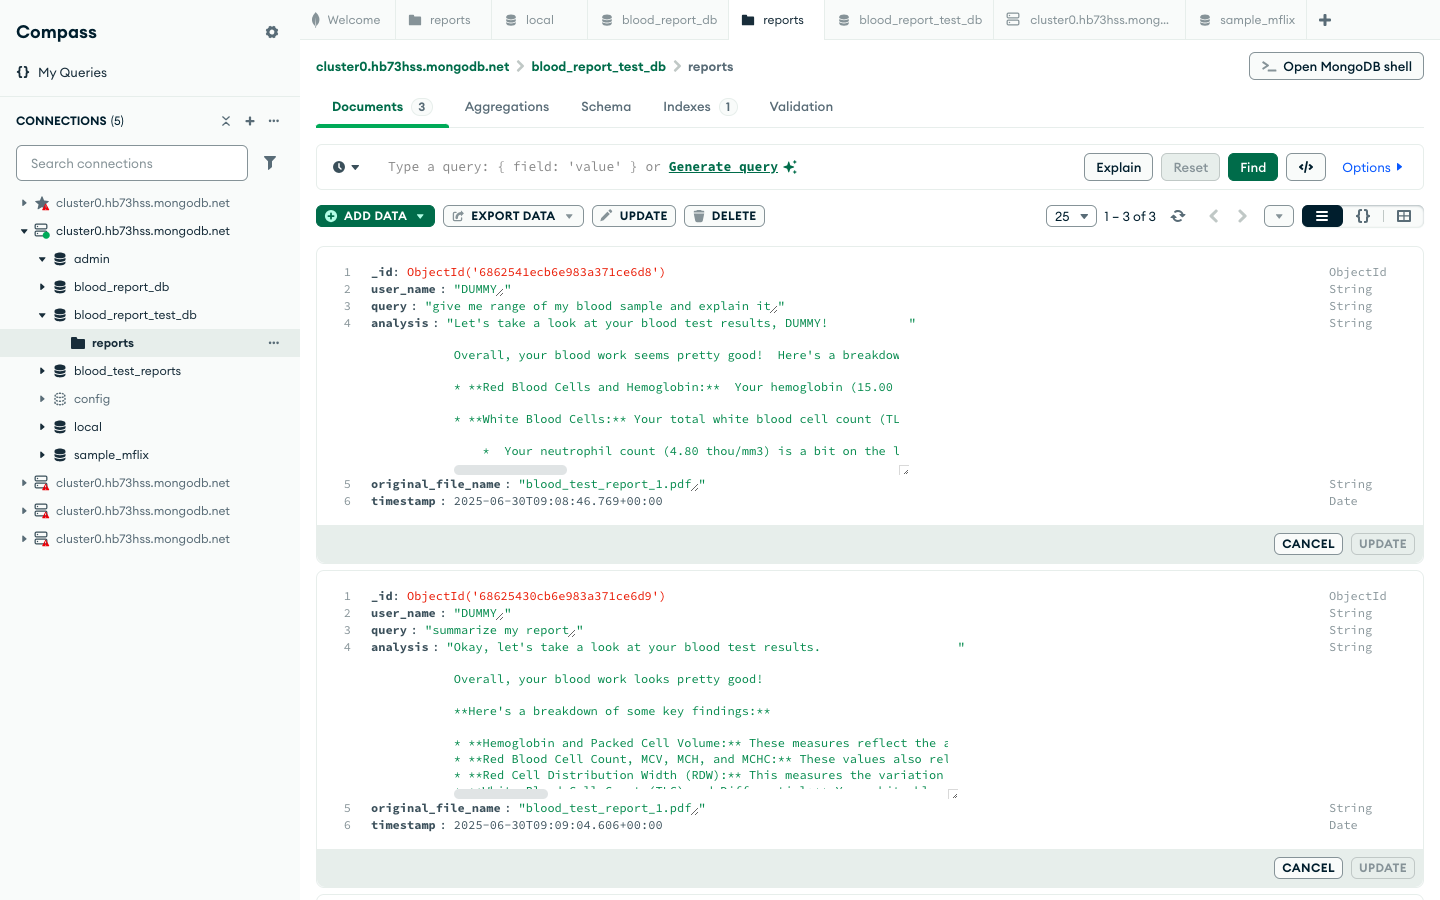 Compass
My Queries
CONNECTIONS (5)
Search connections
cluster0.hb73hss.mongodb.net
cluster0.hb73hss.mongodb.net
admin
blood_report_db
blood_report_test_db
reports
blood_test_reports
config
local
sample_mflix
cluster0.hb73hss.mongodb.net
cluster0.hb73hss.mongodb.net
cluster0.hb73hss.mongodb.net
Welcome reports local blood_report_db reports blood_report_test_db cluster0.hb73hss.mong... sample_mflix
cluster0.hb73hss.mongodb.net > blood_report_test_db > reports
>_ Open MongoDB shell
Documents 3 Aggregations Schema Indexes 1 Validation
Type a query: { field: 'value' } or Generate query
Explain Reset Find </> Options
ADD DATA EXPORT DATA UPDATE DELETE
25 1 – 3 of 3 {}
1 _id: ObjectId('6862541ecb6e983a371ce6d8') ObjectId
2 user_name : "DUMMY" String
3 query : "give me range of my blood sample and explain it" String
4 analysis : "Let's take a look at your blood test results, DUMMY! " String
Overall, your blood work seems pretty good! Here's a breakdow
* **Red Blood Cells and Hemoglobin:** Your hemoglobin (15.00
* **White Blood Cells:** Your total white blood cell count (TL
* Your neutrophil count (4.80 thou/mm3) is a bit on the l
5 original_file_name : "blood_test_report_1.pdf" String
6 timestamp : 2025-06-30T09:08:46.769+00:00 Date
CANCEL UPDATE
1 _id: ObjectId('68625430cb6e983a371ce6d9') ObjectId
2 user_name : "DUMMY" String
3 query : "summarize my report" String
4 analysis : "Okay, let's take a look at your blood test results. " String
Overall, your blood work looks pretty good!
**Here's a breakdown of some key findings:**
* **Hemoglobin and Packed Cell Volume:** These measures reflect the a
* **Red Blood Cell Count, MCV, MCH, and MCHC:** These values also rel
* **Red Cell Distribution Width (RDW):** This measures the variation
5 original_file_name : "blood_test_report_1.pdf" String
6 timestamp : 2025-06-30T09:09:04.606+00:00 Date
CANCEL UPDATE